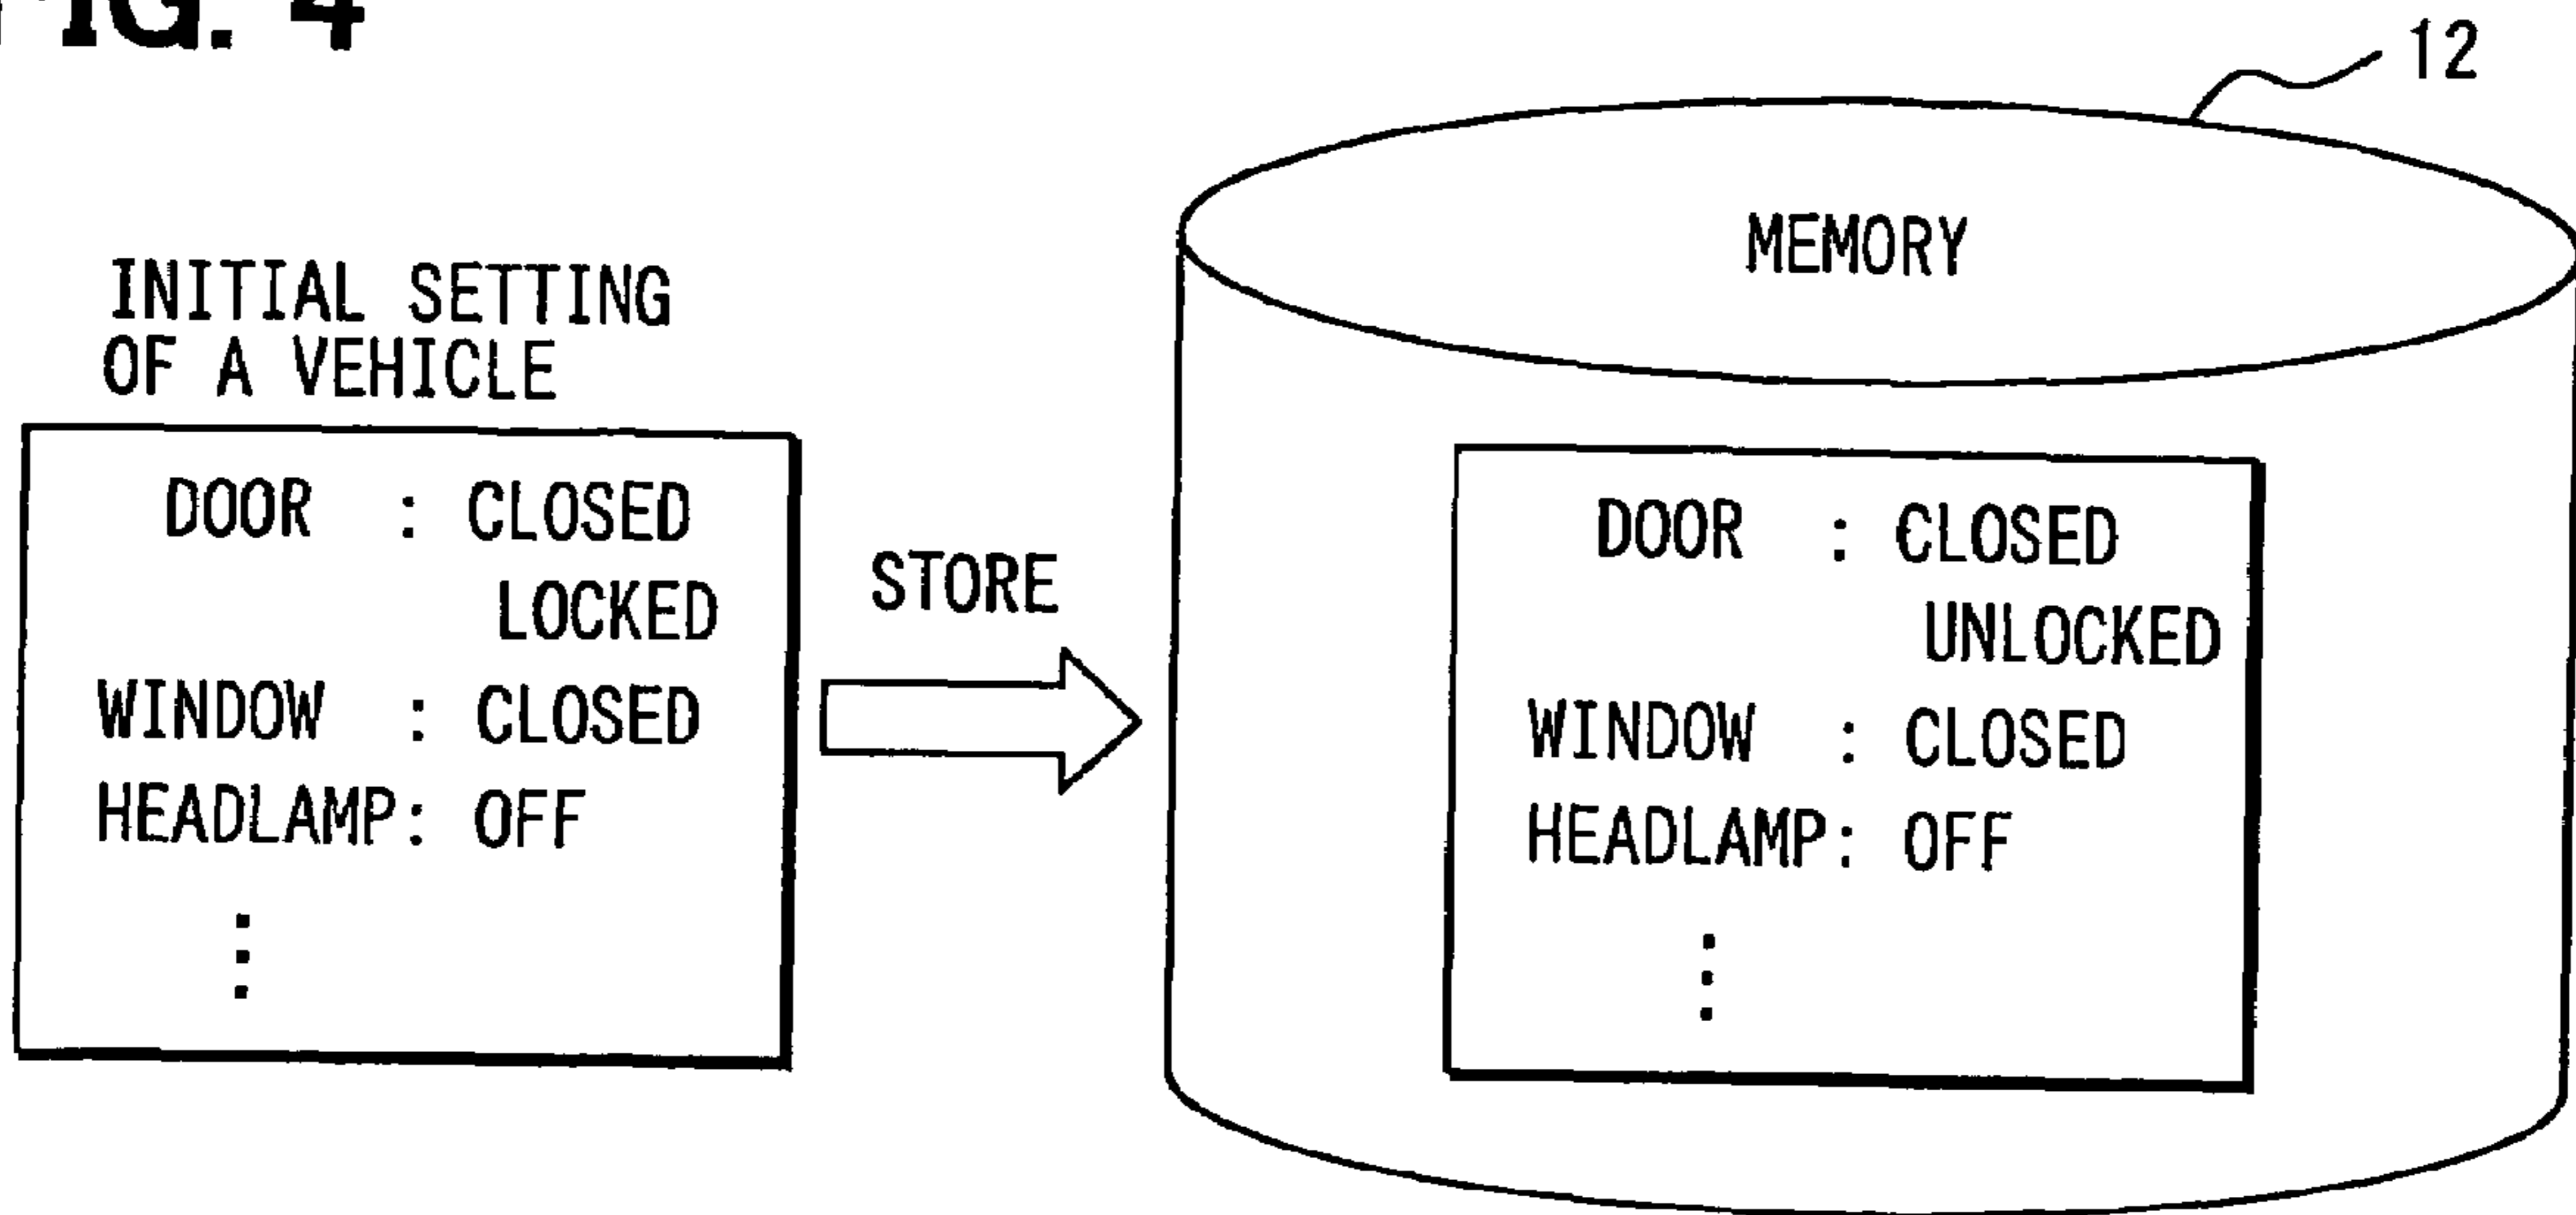 FIG. 4
12
MEMORY
INITIAL SETTING
OF A VEHICLE
DOOR : CLOSED
LOCKED
WINDOW : CLOSED
HEADLAMP: OFF
STORE
DOOR : CLOSED
UNLOCKED
WINDOW : CLOSED
HEADLAMP: OFF